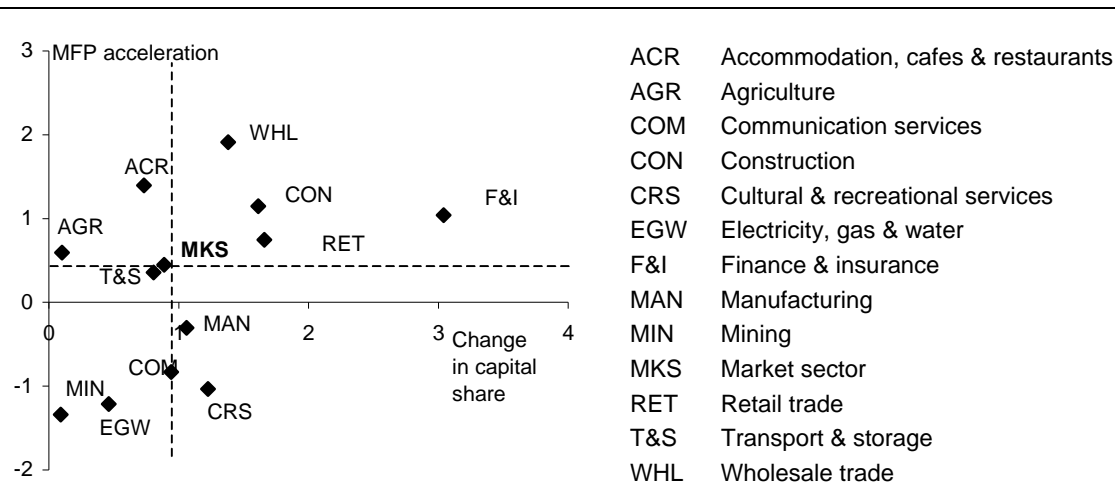 3
MFP acceleration
2
WHL
ACR
CON
F&I
1
AGR
RET
MKS
T&S
0
0
1
2
3
4
MAN
Change
in capital
share
COM
-1
MIN
CRS
EGW
-2
ACR Accommodation, cafes & restaurants
AGR Agriculture
COM Communication services
CON Construction
CRS Cultural & recreational services
EGW Electricity, gas & water
F&I Finance & insurance
MAN Manufacturing
MIN Mining
MKS Market sector
RET Retail trade
T&S Transport & storage
WHL Wholesale trade